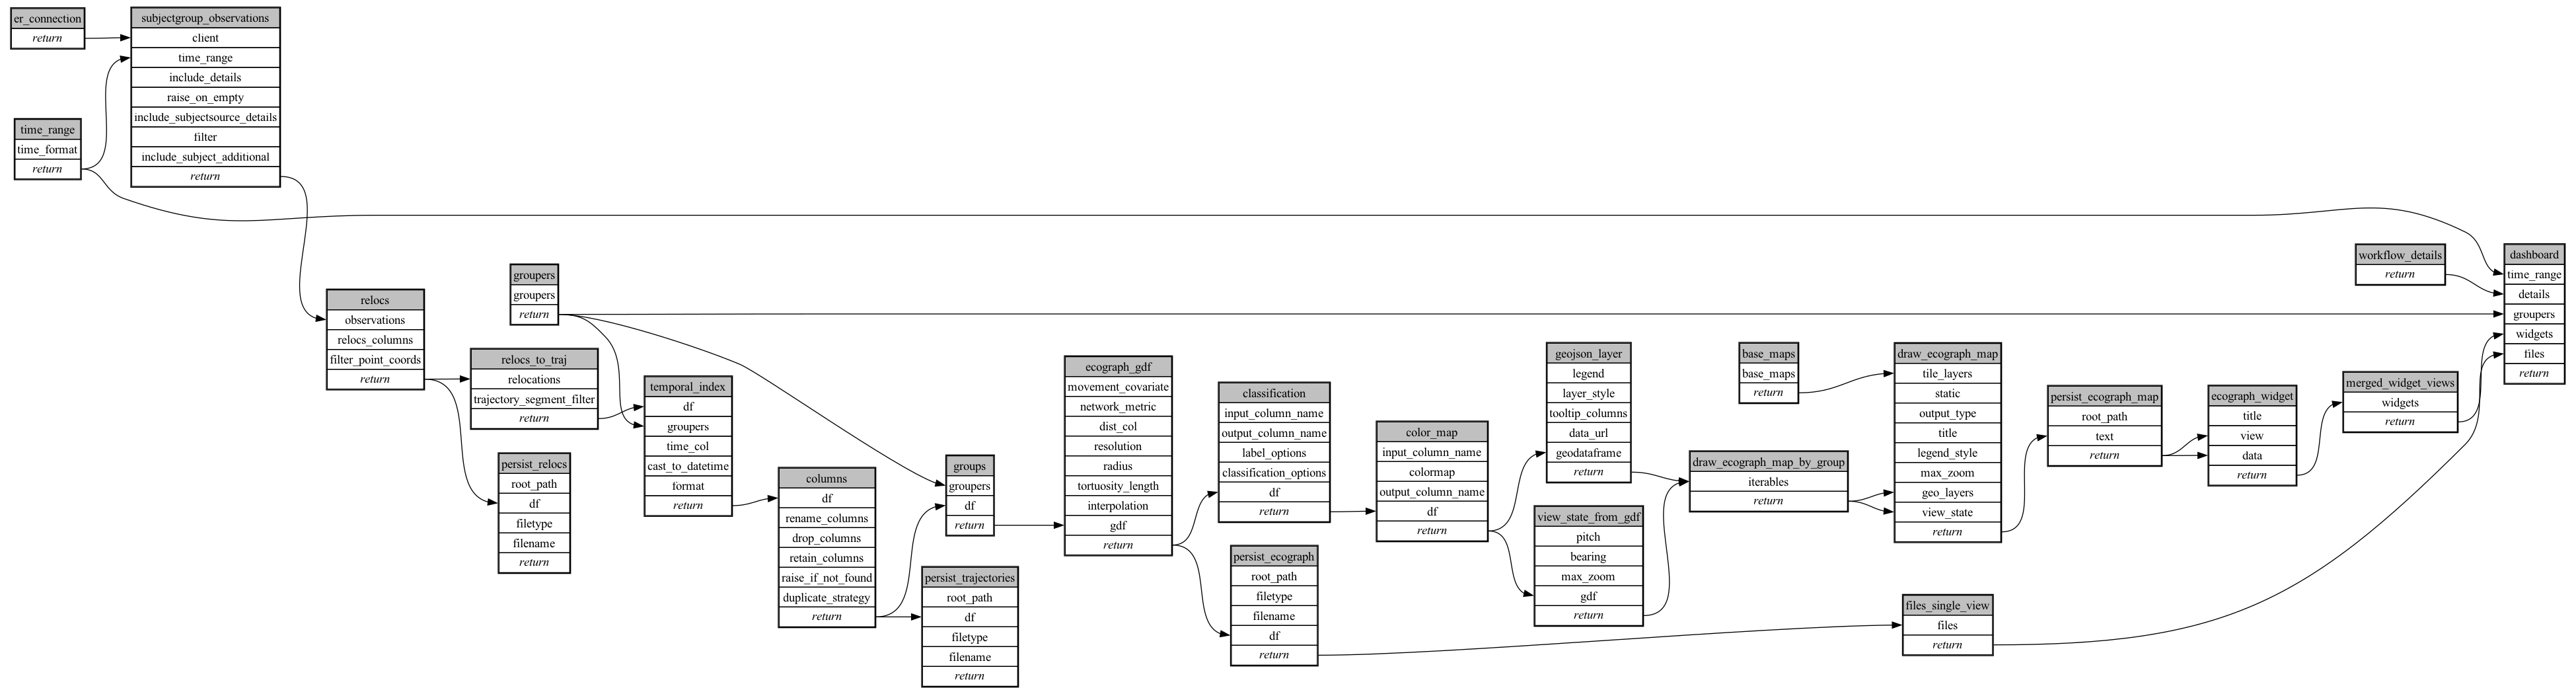 er_connection
return
subjectgroup_observations
client
time_range
include_details
raise_on_empty
include_subjectsource_details
filter
include_subject_additional
return
time_range
time_format
return
relocs
observations
relocs_columns
filter_point_coords
return
groupers
groupers
return
relocs_to_traj
relocations
trajectory_segment_filter
return
persist_relocs
root_path
df
filetype
filename
return
temporal_index
df
groupers
time_col
cast_to_datetime
format
return
columns
df
rename_columns
drop_columns
retain_columns
raise_if_not_found
duplicate_strategy
return
groups
groupers
df
return
persist_trajectories
root_path
df
filetype
filename
return
ecograph_gdf
movement_covariate
network_metric
dist_col
resolution
radius
tortuosity_length
interpolation
gdf
return
classification
input_column_name
output_column_name
label_options
classification_options
df
return
persist_ecograph
root_path
filetype
filename
df
return
color_map
input_column_name
colormap
output_column_name
df
return
geojson_layer
legend
layer_style
tooltip_columns
data_url
geodataframe
return
view_state_from_gdf
pitch
bearing
max_zoom
gdf
return
base_maps
base_maps
return
draw_ecograph_map_by_group
iterables
return
draw_ecograph_map
tile_layers
static
output_type
title
legend_style
max_zoom
geo_layers
view_state
return
files_single_view
files
return
persist_ecograph_map
root_path
text
return
ecograph_widget
title
view
data
return
merged_widget_views
widgets
return
workflow_details
return
dashboard
time_range
details
groupers
widgets
files
return